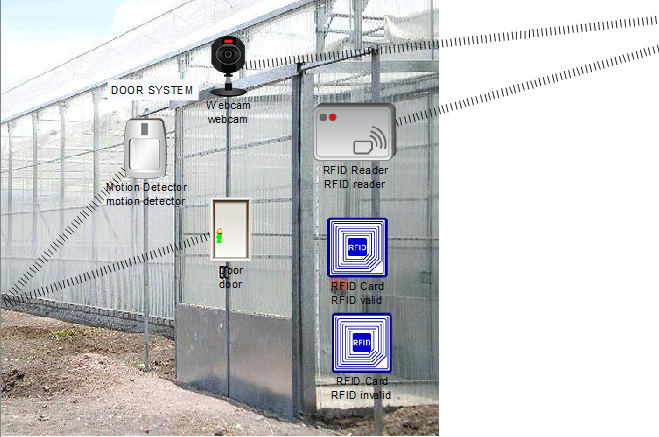 DOOR SYSTEM
Webcam
webcam
Motion Detector
motion detector
RFID Reader
RFID reader
Door
door
RFID
RFID Card
RFID valid
RFID
RFID Card
RFID invalid